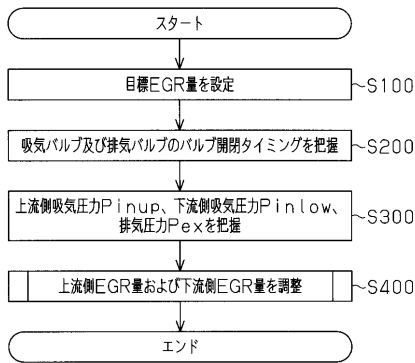 スタート
目標EGR量を設定
S100
吸気バルブ及び排気バルブのバルブ開閉タイミングを把握
S200
上流側吸気圧力Pinup、下流側吸気圧力Pinlow、
排気圧力Pexを把握
S300
上流側EGR量および下流側EGR量を調整
S400
エンド